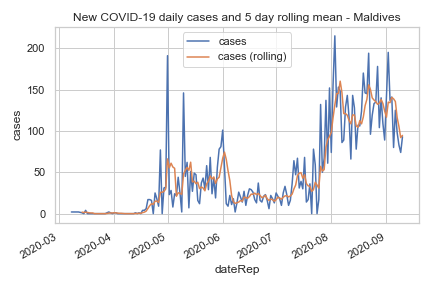 New COVID-19 daily cases and 5 day rolling mean - Maldives
cases
cases (rolling)
200
150
100
50
0
cases
2020-03
2020-04
2020-05
2020-06
2020-07
2020-08
2020-09
dateRep